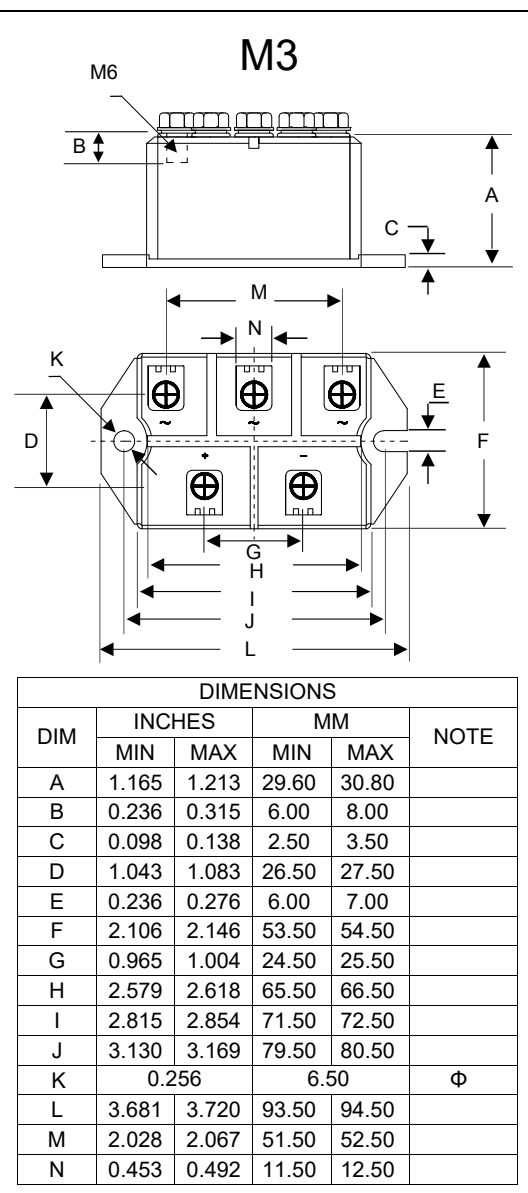 M3
M6
B
A
C
M
N
K
E
D
F
~ ~ ~
+ −
G
H
I
J
L
DIMENSIONS
DIM INCHES MM NOTE
MIN MAX MIN MAX
A 1.165 1.213 29.60 30.80
B 0.236 0.315 6.00 8.00
C 0.098 0.138 2.50 3.50
D 1.043 1.083 26.50 27.50
E 0.236 0.276 6.00 7.00
F 2.106 2.146 53.50 54.50
G 0.965 1.004 24.50 25.50
H 2.579 2.618 65.50 66.50
I 2.815 2.854 71.50 72.50
J 3.130 3.169 79.50 80.50
K 0.256 6.50 Φ
L 3.681 3.720 93.50 94.50
M 2.028 2.067 51.50 52.50
N 0.453 0.492 11.50 12.50